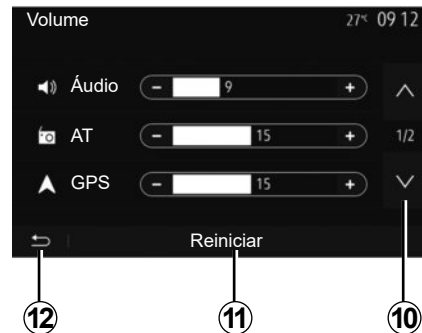 Volume 27°C 09 12
Áudio - 9 +
AT - 15 + 1/2
GPS - 15 +
Reiniciar
12 11 10